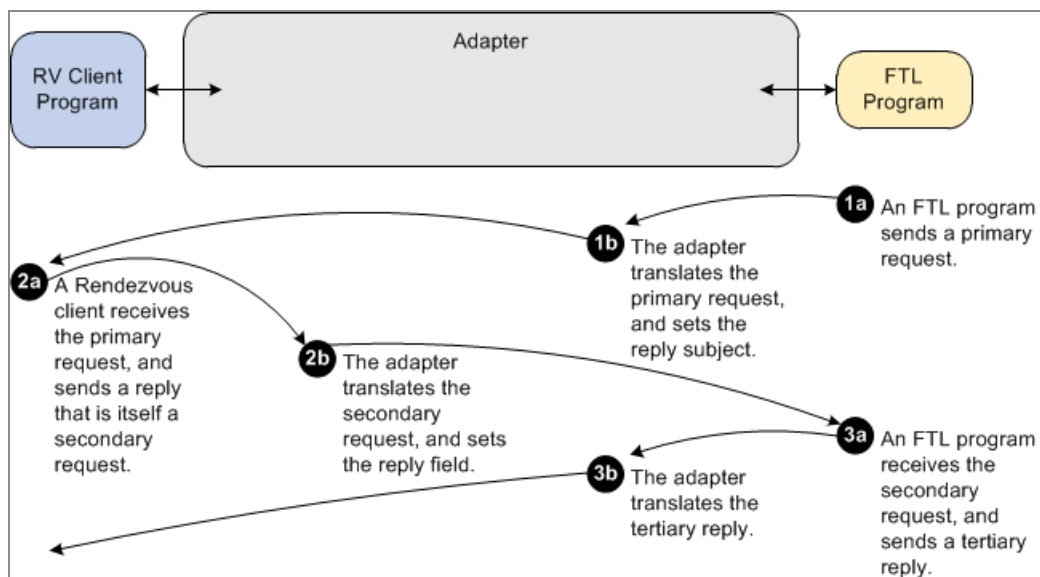 Adapter
RV Client
Program
FTL
Program
1a
An FTL program
sends a primary
request.
1b
The adapter
translates the
primary request,
and sets the
reply subject.
2a
A Rendezvous
client receives
the primary
request, and
sends a reply
that is itself a
secondary
request.
2b
The adapter
translates the
secondary
request, and sets
the reply field.
3a
An FTL program
receives the
secondary
request, and
sends a tertiary
reply.
3b
The adapter
translates the
tertiary reply.